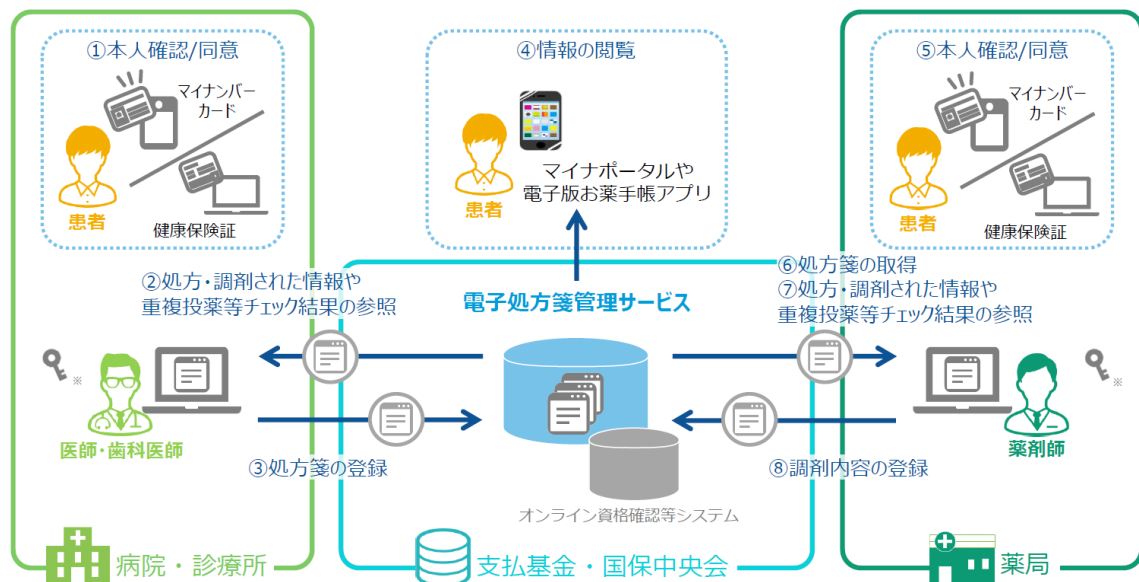 ①本人確認/同意
マイナンバー
カード
患者
健康保険証
④情報の閲覧
患者
マイナポータルや
電子版お薬手帳アプリ
⑤本人確認/同意
マイナンバー
カード
患者
健康保険証
②処方・調剤された情報や
重複投薬等チェック結果の参照
電子処方箋管理サービス
⑥処方箋の取得
⑦処方・調剤された情報や
重複投薬等チェック結果の参照
※
医師・歯科医師
③処方箋の登録
※
薬剤師
⑧調剤内容の登録
オンライン資格確認等システム
病院・診療所
支払基金・国保中央会
薬局